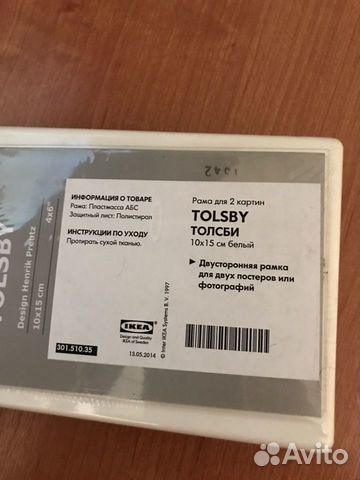 TOLSBY
Design Henrik Preutz
10x15 cm
4x6"
1042
ИНФОРМАЦИЯ О ТОВАРЕ
Рама: Пластмасса АБС
Защитный лист: Полистирол
ИНСТРУКЦИИ ПО УХОДУ
Протирать сухой тканью.
IKEA
Design and Quality
IKEA of Sweden
301.510.35
13.05.2014
© Inter IKEA Systems B. V. 1997
Рама для 2 картин
TOLSBY
ТОЛСБИ
10x15 см белый
Двусторонняя рамка
для двух постеров или
фотографий
Avito